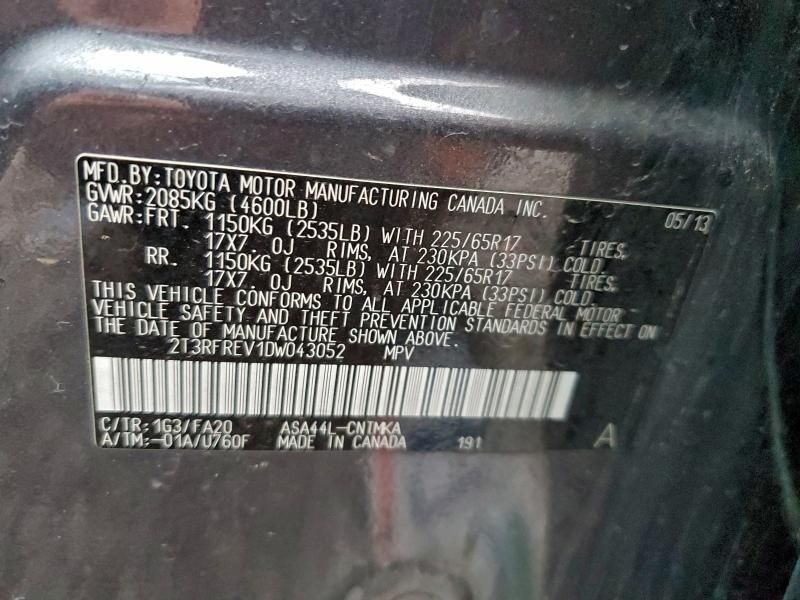 MFD.BY:TOYOTA MOTOR MANUFACTURING CANADA INC. 05/13
GVWR:2085KG (4600LB)
GAWR:FRT. 1150KG (2535LB) WITH 225/65R17 TIRES,
17X7. 0J RIMS, AT 230KPA (33PSI) COLD.
RR. 1150KG (2535LB) WITH 225/65R17 TIRES,
17X7. 0J RIMS, AT 230KPA (33PSI) COLD.
THIS VEHICLE CONFORMS TO ALL APPLICABLE FEDERAL MOTOR
VEHICLE SAFETY AND THEFT PREVENTION STANDARDS IN EFFECT ON
THE DATE OF MANUFACTURE SHOWN ABOVE.
2T3RFREV1DW043052 MPV
C/TR:1G3/FA20 ASA44L-CNTMKA
A/TM:-01A/U760F MADE IN CANADA 191 A